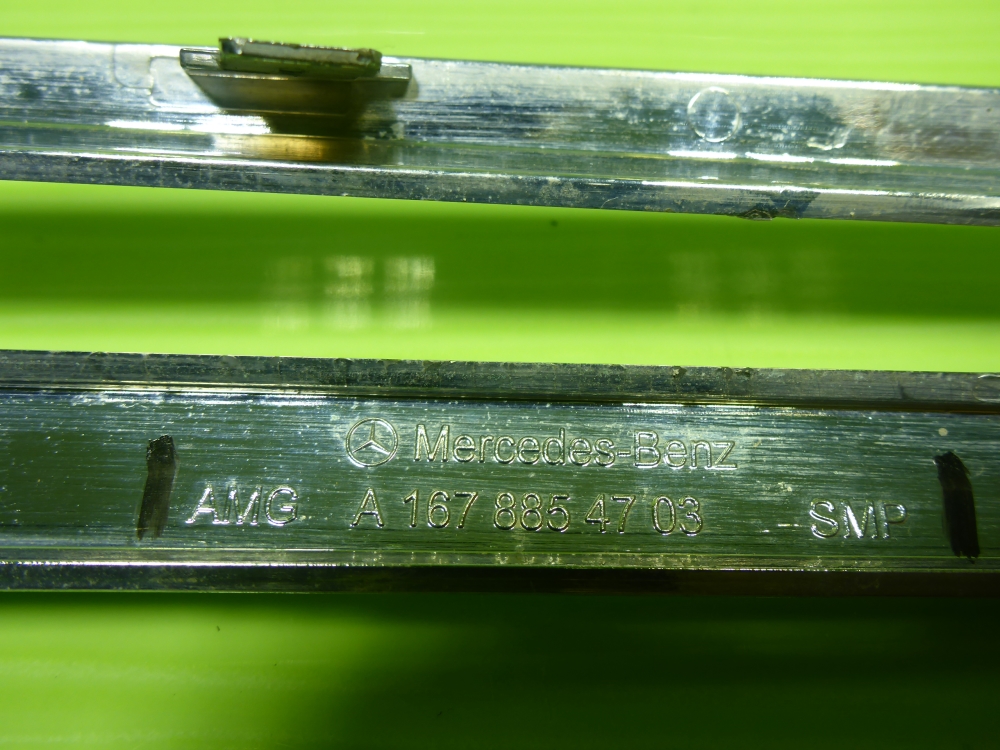 Mercedes-Benz
AMG A 167 885 47 03 SMP